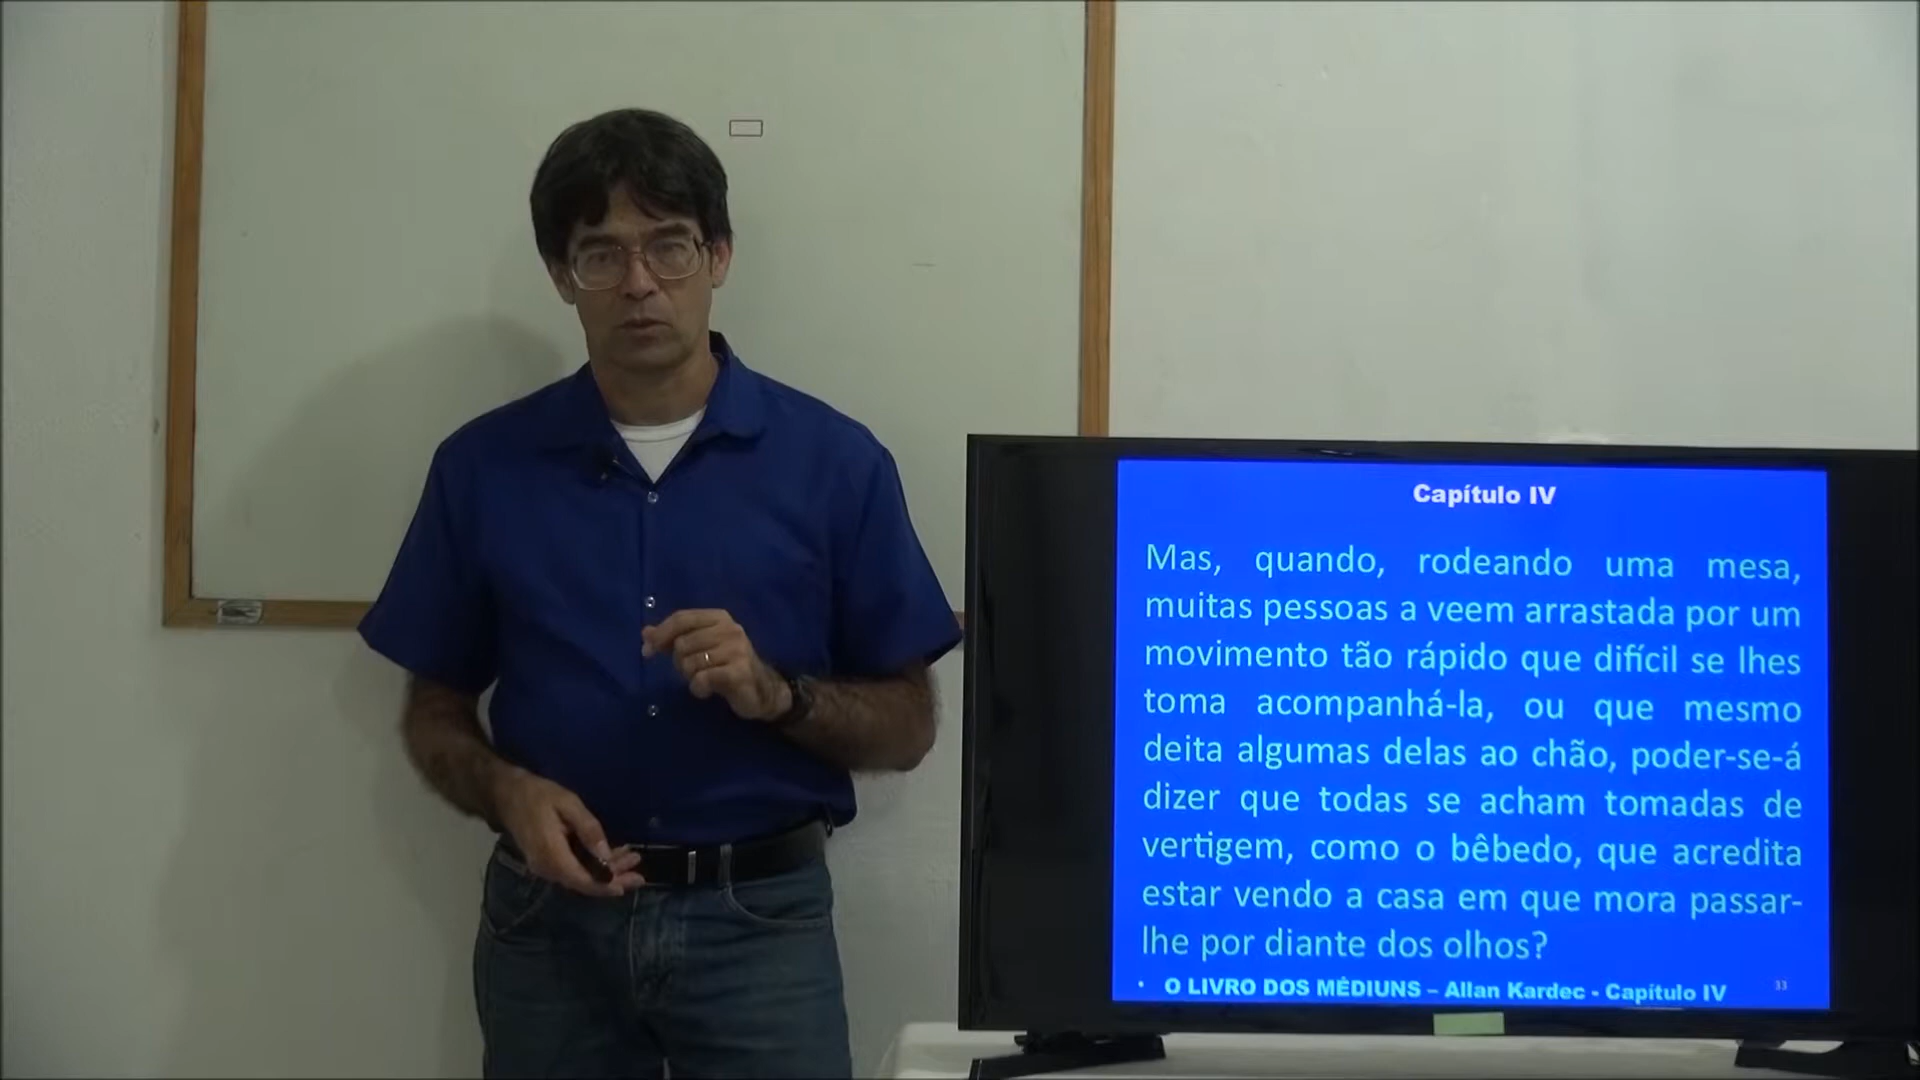 Capítulo IV
Mas, quando, rodeando uma mesa,
muitas pessoas a veem arrastada por um
movimento tão rápido que difícil se lhes
toma acompanhá-la, ou que mesmo
deita algumas delas ao chão, poder-se-á
dizer que todas se acham tomadas de
vertigem, como o bêbedo, que acredita
estar vendo a casa em que mora passar-
lhe por diante dos olhos?
• O LIVRO DOS MÉDIUNS – Allan Kardec - Capítulo IV
33